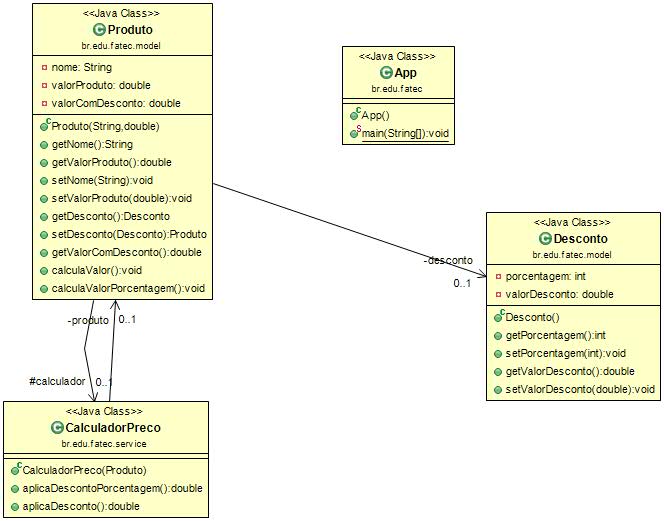 <<Java Class>>
Produto
br.edu.fatec.model
nome: String
valorProduto: double
valorComDesconto: double
Produto(String,double)
getNome():String
getValorProduto():double
setNome(String):void
setValorProduto(double):void
getDesconto():Desconto
setDesconto(Desconto):Produto
getValorComDesconto():double
calculaValor():void
calculaValorPorcentagem():void
<<Java Class>>
App
br.edu.fatec
App()
main(String[]):void
-desconto
0..1
<<Java Class>>
Desconto
br.edu.fatec.model
porcentagem: int
valorDesconto: double
Desconto()
getPorcentagem():int
setPorcentagem(int):void
getValorDesconto():double
setValorDesconto(double):void
-produto 0..1
#calculador 0..1
<<Java Class>>
CalculadorPreco
br.edu.fatec.service
CalculadorPreco(Produto)
aplicaDescontoPorcentagem():double
aplicaDesconto():double